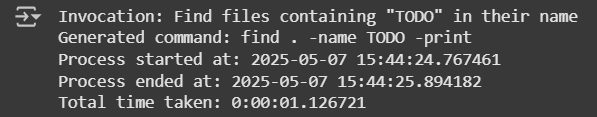 Invocation: Find files containing "TODO" in their name
Generated command: find . -name TODO -print
Process started at: 2025-05-07 15:44:24.767461
Process ended at: 2025-05-07 15:44:25.894182
Total time taken: 0:00:01.126721